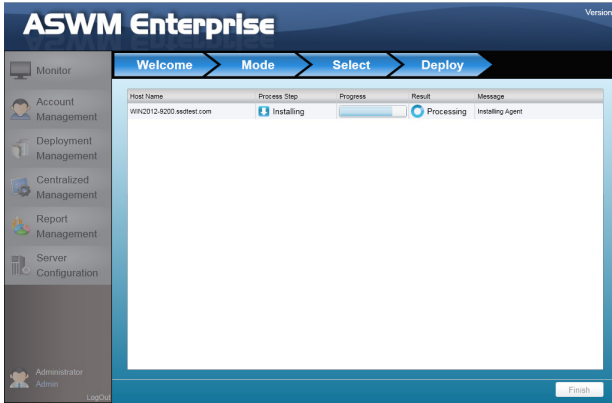 ASWM Enterprise
Version
Monitor
Account
Management
Deployment
Management
Centralized
Management
Report
Management
Server
Configuration
Administrator
Admin
LogOut
Welcome
Mode
Select
Deploy
Host Name Process Step Progress Result Message
WIN2012-9200.ssdtest.com Installing Processing Installing Agent
Finish